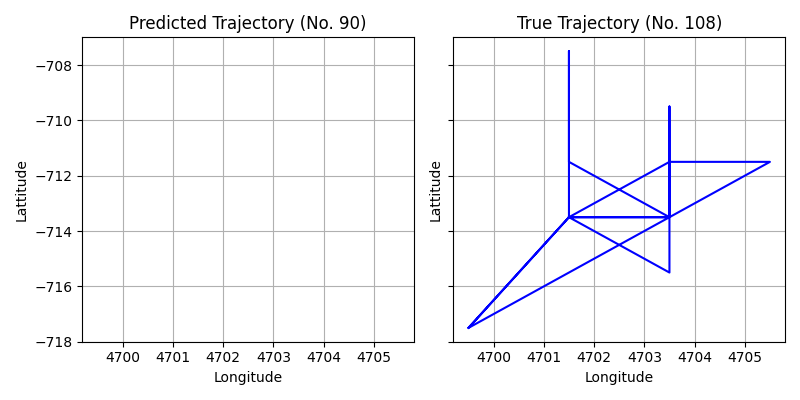 Predicted Trajectory (No. 90)
True Trajectory (No. 108)
−708
−710
−712
−714
−716
−718
Lattitude
Lattitude
4700 4701 4702 4703 4704 4705
4700 4701 4702 4703 4704 4705
Longitude
Longitude